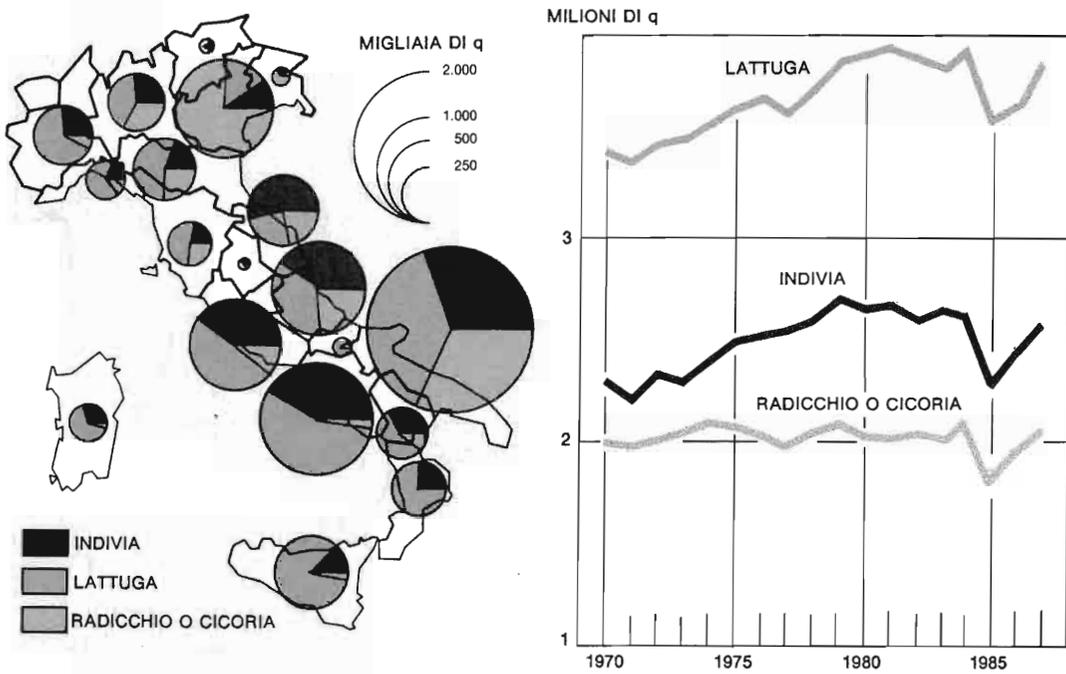 MIGLIAIA DI q
2.000
1.000
500
250
INDIVIA
LATTUGA
RADICCHIO O CICORIA
MILIONI DI q
LATTUGA
3
INDIVIA
RADICCHIO O CICORIA
2
1
1970 1975 1980 1985